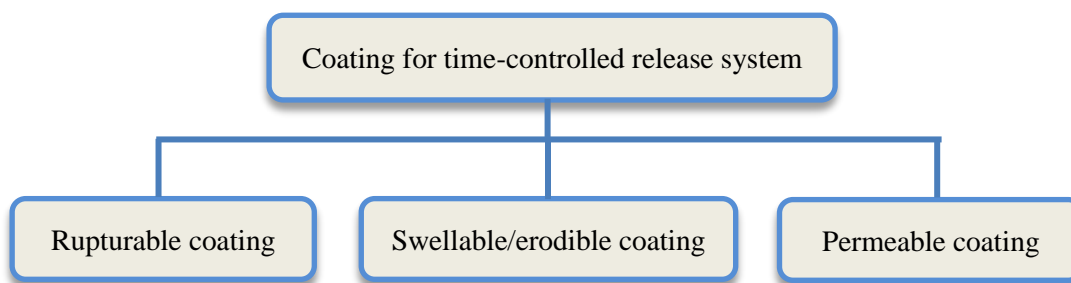 Coating for time-controlled release system
Rupturable coating
Swellable/erodible coating
Permeable coating